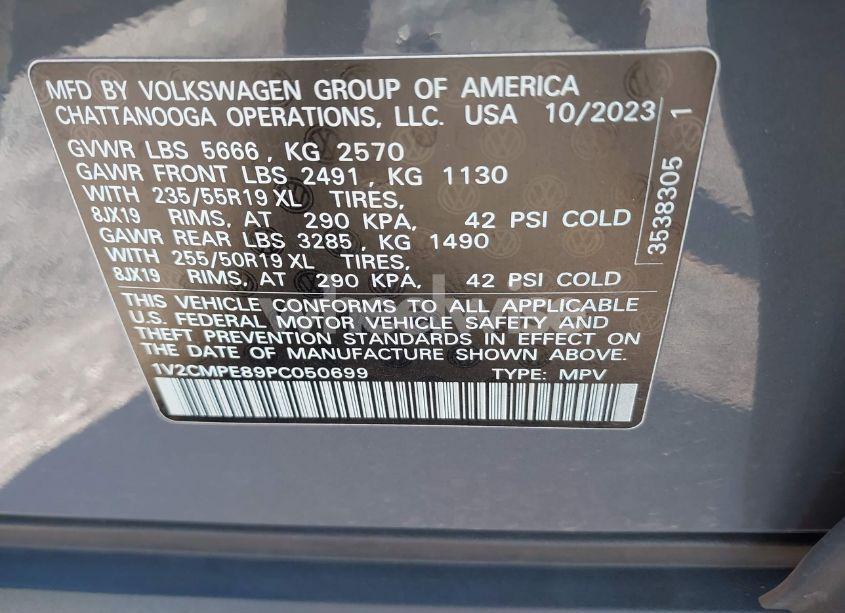 MFD BY VOLKSWAGEN GROUP OF AMERICA
CHATTANOOGA OPERATIONS, LLC. USA 10/2023
GVWR LBS 5666, KG 2570
GAWR FRONT LBS 2491, KG 1130
WITH 235/55R19 XL TIRES,
8JX19 RIMS, AT 290 KPA, 42 PSI COLD
GAWR REAR LBS 3285, KG 1490
WITH 255/50R19 XL TIRES,
8JX19 RIMS, AT 290 KPA, 42 PSI COLD
THIS VEHICLE CONFORMS TO ALL APPLICABLE
U.S. FEDERAL MOTOR VEHICLE SAFETY AND
THEFT PREVENTION STANDARDS IN EFFECT ON
THE DATE OF MANUFACTURE SHOWN ABOVE.
1V2CMPE89PC050699 TYPE: MPV
3538305 1